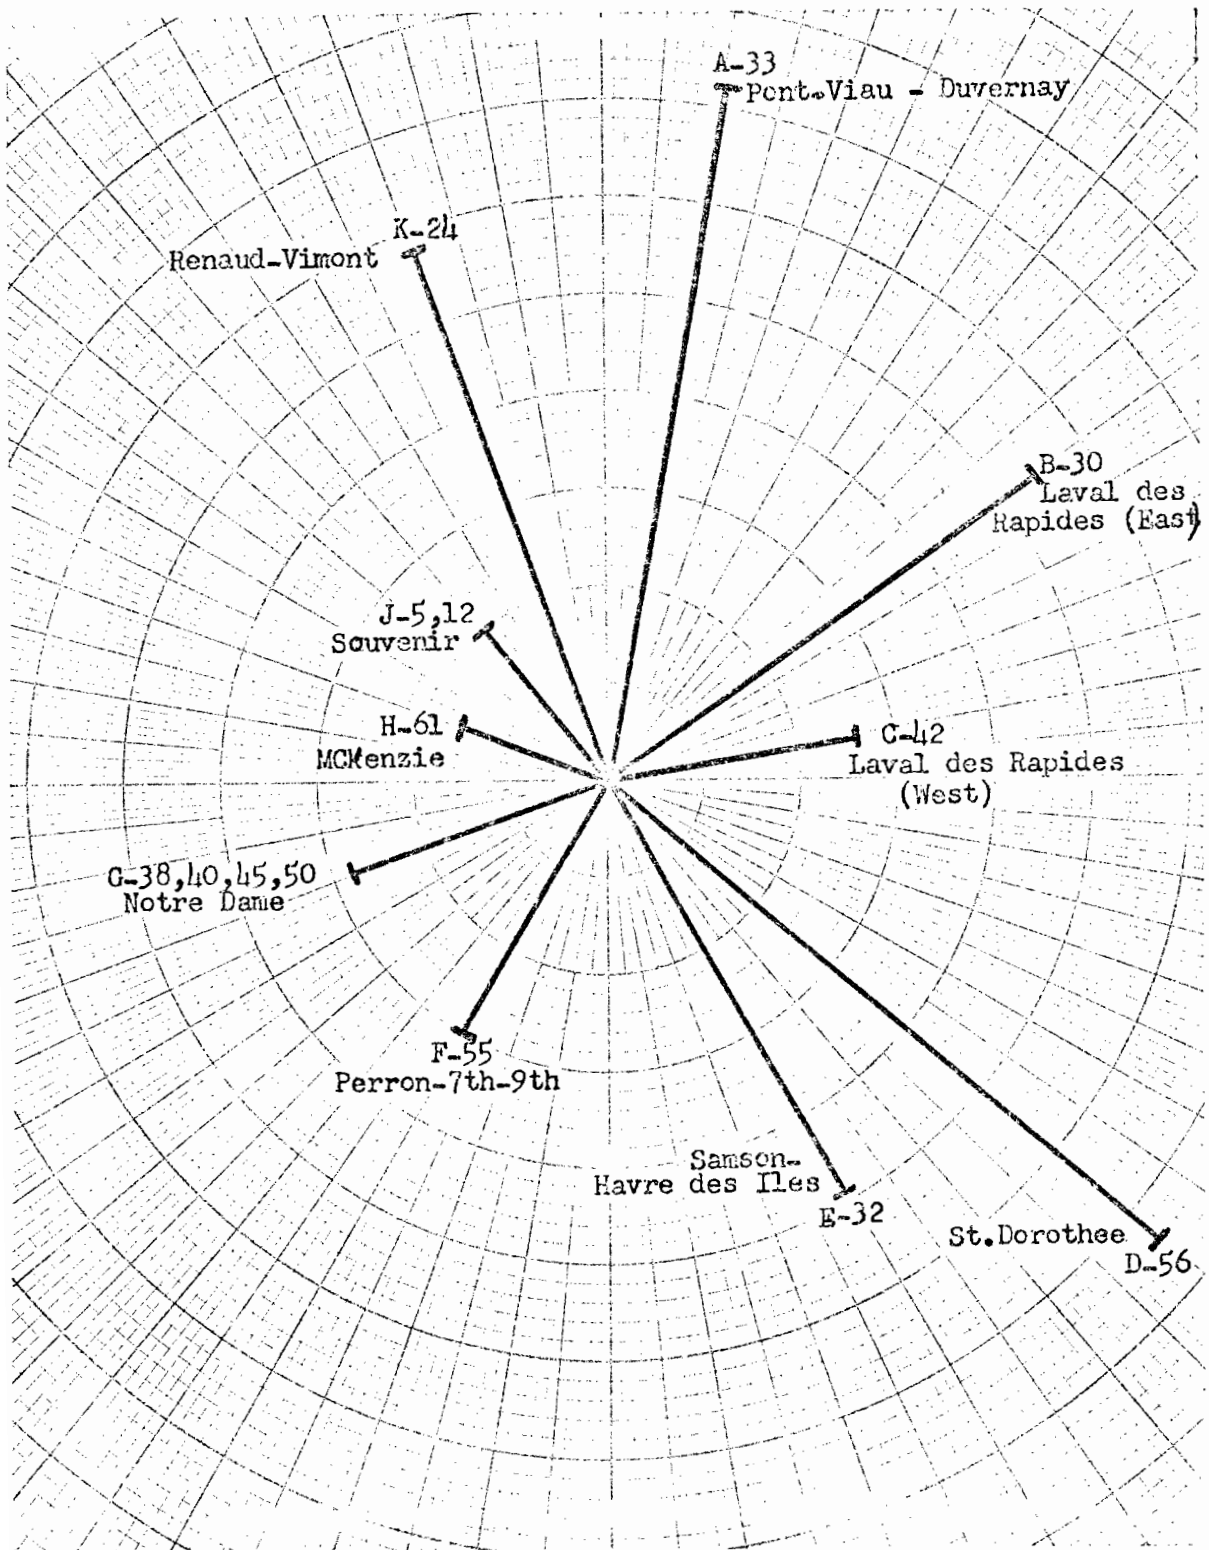 A-33
Pont-Viau - Duvernay
K-24
Renaud-Vimont
B-30
Laval des
Rapides (East)
J-5,12
Souvenir
H-61
MCKenzie
C-42
Laval des Rapides
(West)
G-38,40,45,50
Notre Dame
F-55
Perron-7th-9th
Samson-
Havre des Iles
E-32
St.Dorothee
D-56